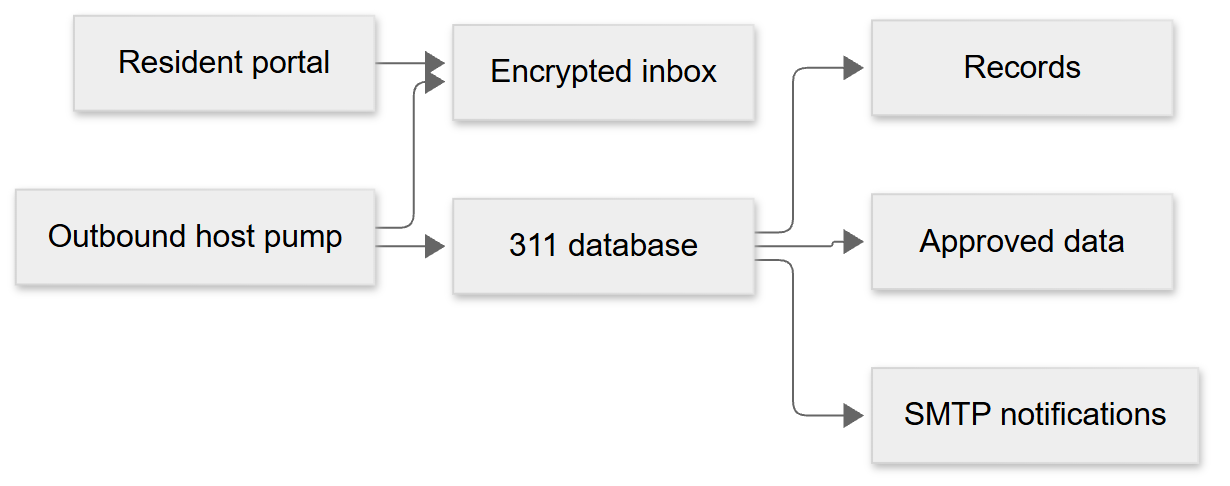 Resident portal
Encrypted inbox
Records
Outbound host pump
311 database
Approved data
SMTP notifications